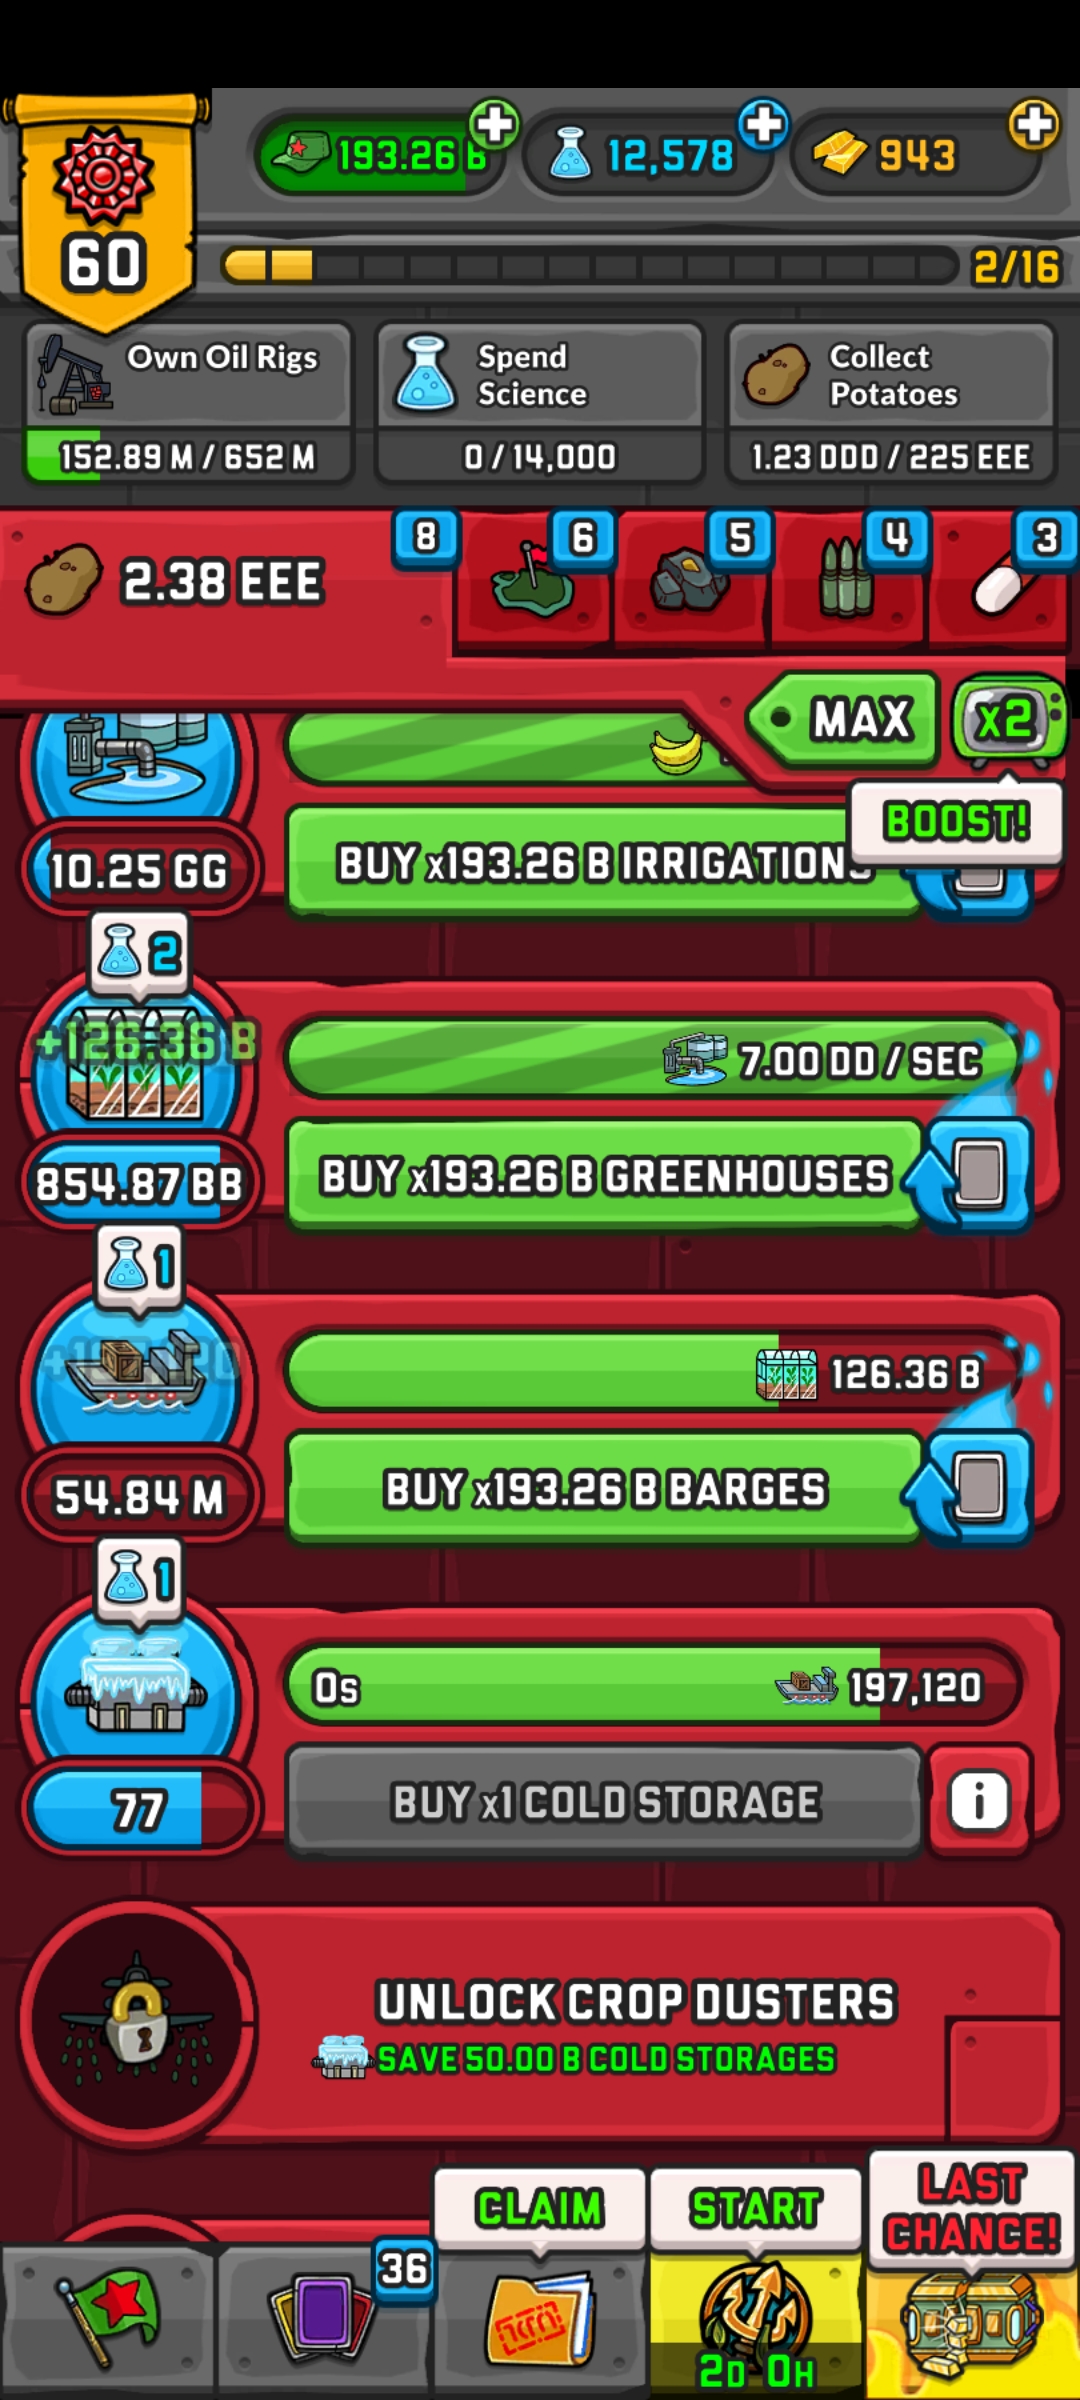 193.26 B
12,578
943
60
2/16
Own Oil Rigs
152.89 M / 652 M
Spend
Science
0 / 14,000
Collect
Potatoes
1.23 DDD / 225 EEE
2.38 EEE
8
6
5
4
3
MAX
x2
BOOST!
10.25 GG
BUY x193.26 B IRRIGATIONS
2
+126.36 B
7.00 DD / SEC
854.87 BB
BUY x193.26 B GREENHOUSES
1
126.36 B
54.84 M
BUY x193.26 B BARGES
1
0s
197,120
77
BUY x1 COLD STORAGE
i
UNLOCK CROP DUSTERS
SAVE 50.00 B COLD STORAGES
CLAIM
START
LAST
CHANCE!
36
2D 0H